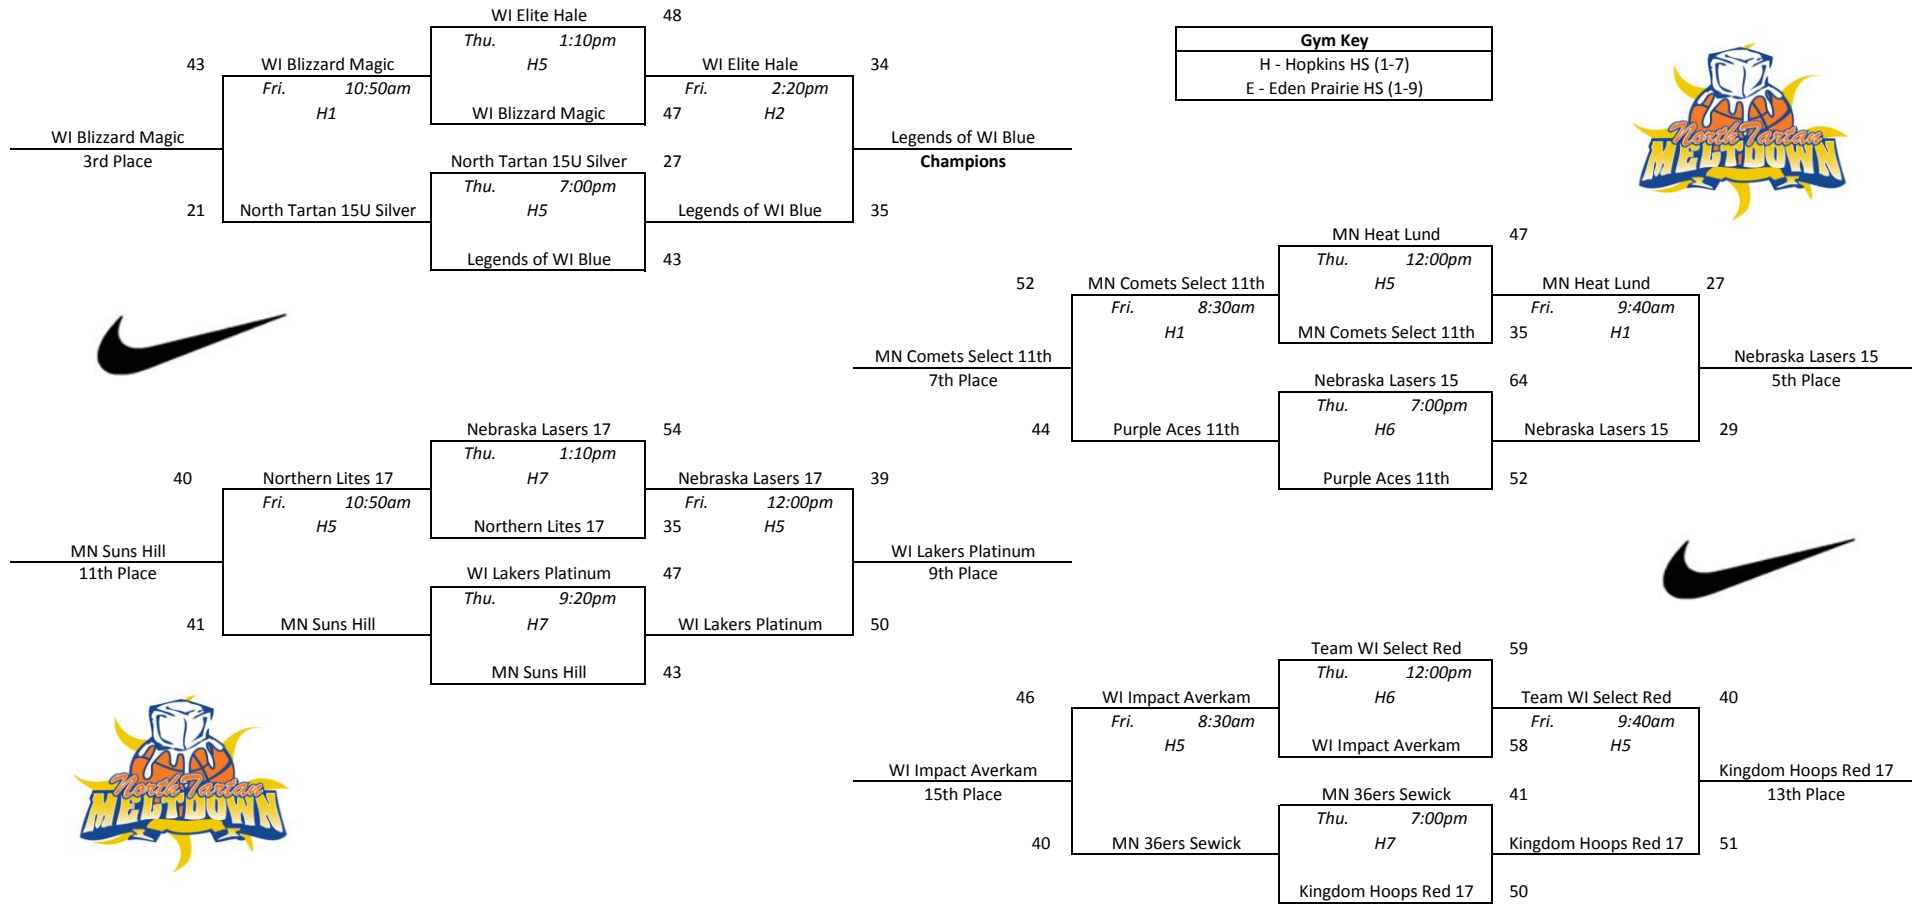 WI Elite Hale 48
Thu. 1:10pm
Gym Key
43 WI Blizzard Magic H5 WI Elite Hale 34
H - Hopkins HS (1-7)
Fri. 10:50am Fri. 2:20pm
E - Eden Prairie HS (1-9)
H1 WI Blizzard Magic 47 H2
WI Blizzard Magic Legends of WI Blue
3rd Place North Tartan 15U Silver 27 Champions
Thu. 7:00pm
21 North Tartan 15U Silver H5 Legends of WI Blue 35
Legends of WI Blue 43
North Tartan
MELTDOWN
MN Heat Lund 47
Thu. 12:00pm
52 MN Comets Select 11th H5 MN Heat Lund 27
Fri. 8:30am Fri. 9:40am
H1 MN Comets Select 11th 35 H1
MN Comets Select 11th Nebraska Lasers 15
7th Place Nebraska Lasers 15 64 5th Place
Thu. 7:00pm
44 Purple Aces 11th H6 Nebraska Lasers 15 29
Purple Aces 11th 52
Nebraska Lasers 17 54
Thu. 1:10pm
40 Northern Lites 17 H7 Nebraska Lasers 17 39
Fri. 10:50am Fri. 12:00pm
H5 Northern Lites 17 35 H5
MN Suns Hill WI Lakers Platinum
11th Place WI Lakers Platinum 47 9th Place
Thu. 9:20pm
41 MN Suns Hill H7 WI Lakers Platinum 50
MN Suns Hill 43
Team WI Select Red 59
Thu. 12:00pm
46 WI Impact Averkam H6 Team WI Select Red 40
Fri. 8:30am Fri. 9:40am
H5 WI Impact Averkam 58 H5
WI Impact Averkam Kingdom Hoops Red 17
15th Place MN 36ers Sewick 41 13th Place
Thu. 7:00pm
40 MN 36ers Sewick H7 Kingdom Hoops Red 17 51
Kingdom Hoops Red 17 50
North Tartan
MELTDOWN